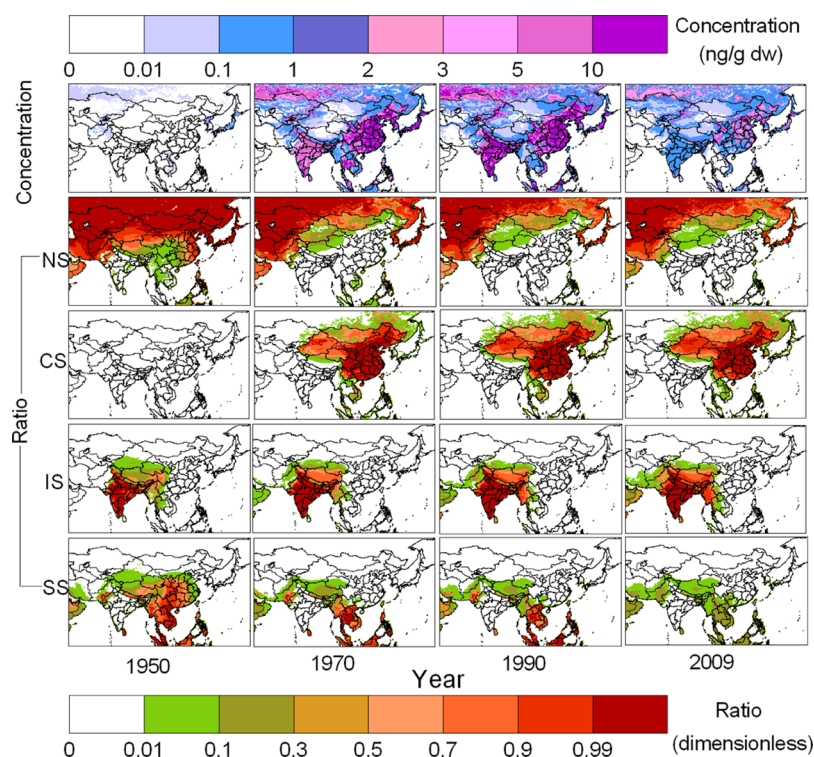 Concentration
(ng/g dw)
0 0.01 0.1 1 2 3 5 10
Concentration
Ratio
NS
CS
IS
SS
1950 1970 1990 2009
Year
Ratio
(dimensionless)
0 0.01 0.1 0.3 0.5 0.7 0.9 0.99